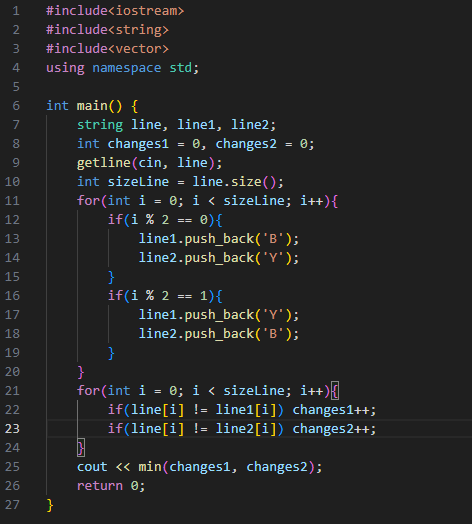 1 #include<iostream>
2 #include<string>
3 #include<vector>
4 using namespace std;
5
6 int main() {
7     string line, line1, line2;
8     int changes1 = 0, changes2 = 0;
9     getline(cin, line);
10     int sizeLine = line.size();
11     for(int i = 0; i < sizeLine; i++){
12         if(i % 2 == 0){
13             line1.push_back('B');
14             line2.push_back('Y');
15         }
16         if(i % 2 == 1){
17             line1.push_back('Y');
18             line2.push_back('B');
19         }
20     }
21     for(int i = 0; i < sizeLine; i++){
22         if(line[i] != line1[i]) changes1++;
23         if(line[i] != line2[i]) changes2++;
24     }
25     cout << min(changes1, changes2);
26     return 0;
27 }